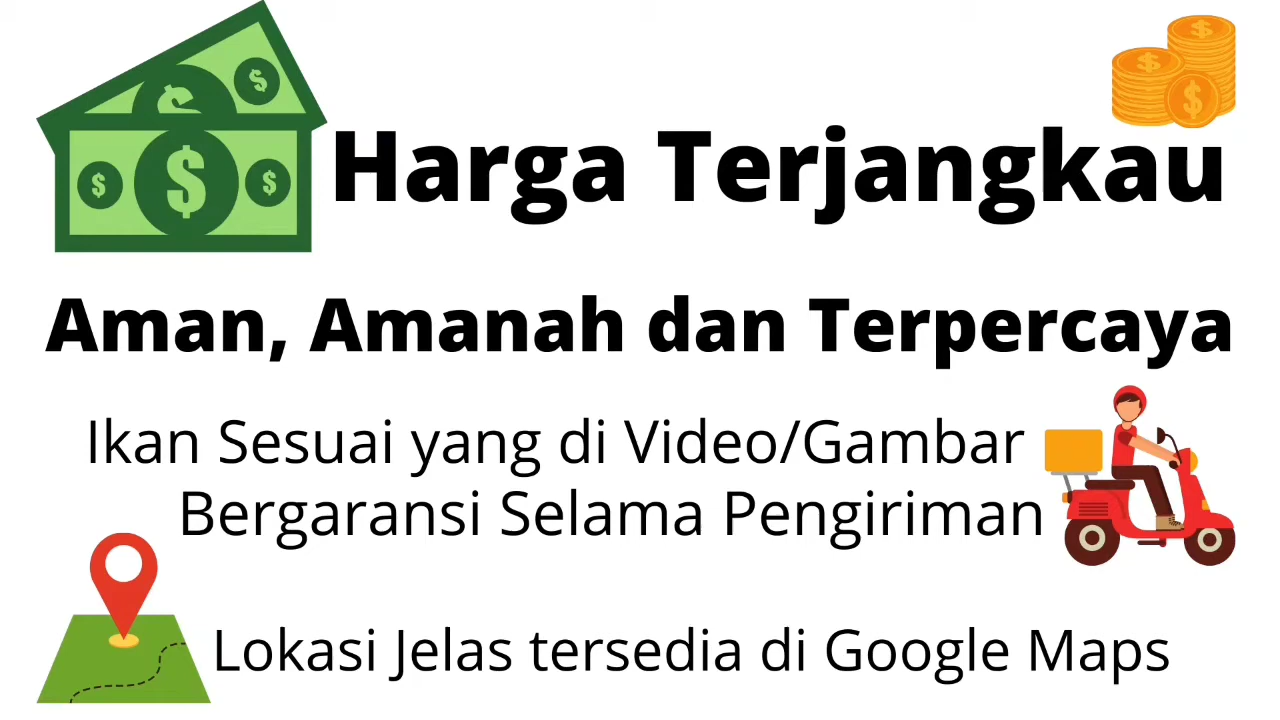 Harga Terjangkau
Aman, Amanah dan Terpercaya
Ikan Sesuai yang di Video/Gambar
Bergaransi Selama Pengiriman
Lokasi Jelas tersedia di Google Maps